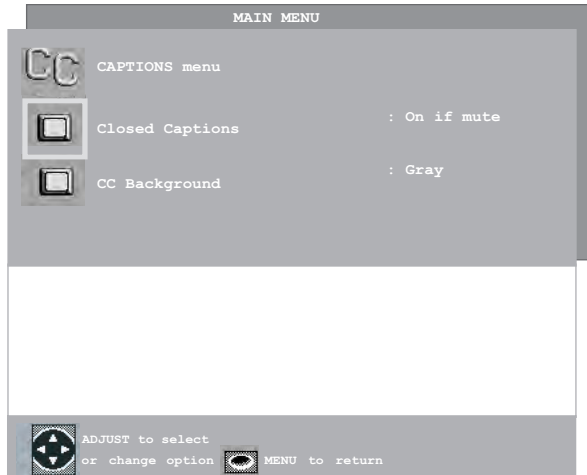 MAIN MENU
CC CAPTIONS menu
Closed Captions : On if mute
CC Background : Gray
ADJUST to select
or change option MENU to return